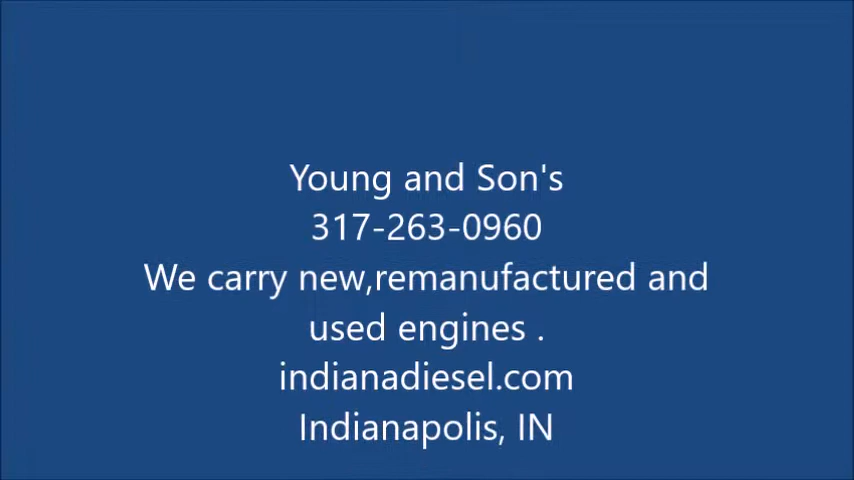 Young and Son's
317-263-0960
We carry new,remanufactured and
used engines .
indianadiesel.com
Indianapolis, IN